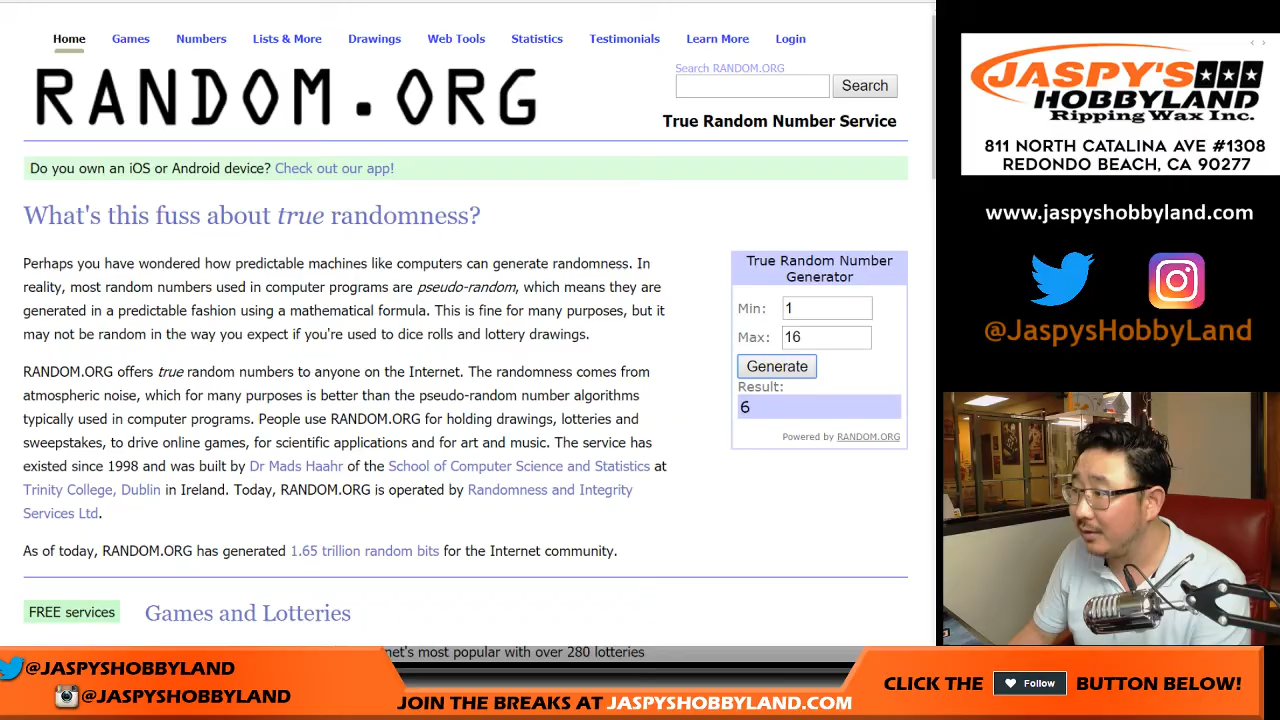 Home Games Numbers Lists & More Drawings Web Tools Statistics Testimonials Learn More Login
RANDOM.ORG
Search RANDOM.ORG
Search
True Random Number Service
Do you own an iOS or Android device? Check out our app!
What's this fuss about true randomness?
Perhaps you have wondered how predictable machines like computers can generate randomness. In
reality, most random numbers used in computer programs are pseudo-random, which means they are
generated in a predictable fashion using a mathematical formula. This is fine for many purposes, but it
may not be random in the way you expect if you're used to dice rolls and lottery drawings.
RANDOM.ORG offers true random numbers to anyone on the Internet. The randomness comes from
atmospheric noise, which for many purposes is better than the pseudo-random number algorithms
typically used in computer programs. People use RANDOM.ORG for holding drawings, lotteries and
sweepstakes, to drive online games, for scientific applications and for art and music. The service has
existed since 1998 and was built by Dr Mads Haahr of the School of Computer Science and Statistics at
Trinity College, Dublin in Ireland. Today, RANDOM.ORG is operated by Randomness and Integrity
Services Ltd.
As of today, RANDOM.ORG has generated 1.65 trillion random bits for the Internet community.
True Random Number
Generator
Min: 1
Max: 16
Generate
Result:
6
Powered by RANDOM.ORG
FREE services
Games and Lotteries
net's most popular with over 280 lotteries
JASPY'S
HOBBYLAND
Ripping Wax Inc.
811 NORTH CATALINA AVE #1308
REDONDO BEACH, CA 90277
www.jaspyshobbyland.com
@JaspysHobbyLand
@JASPYSHOBBYLAND
@JASPYSHOBBYLAND
JOIN THE BREAKS AT JASPYSHOBBYLAND.COM
CLICK THE Follow BUTTON BELOW!